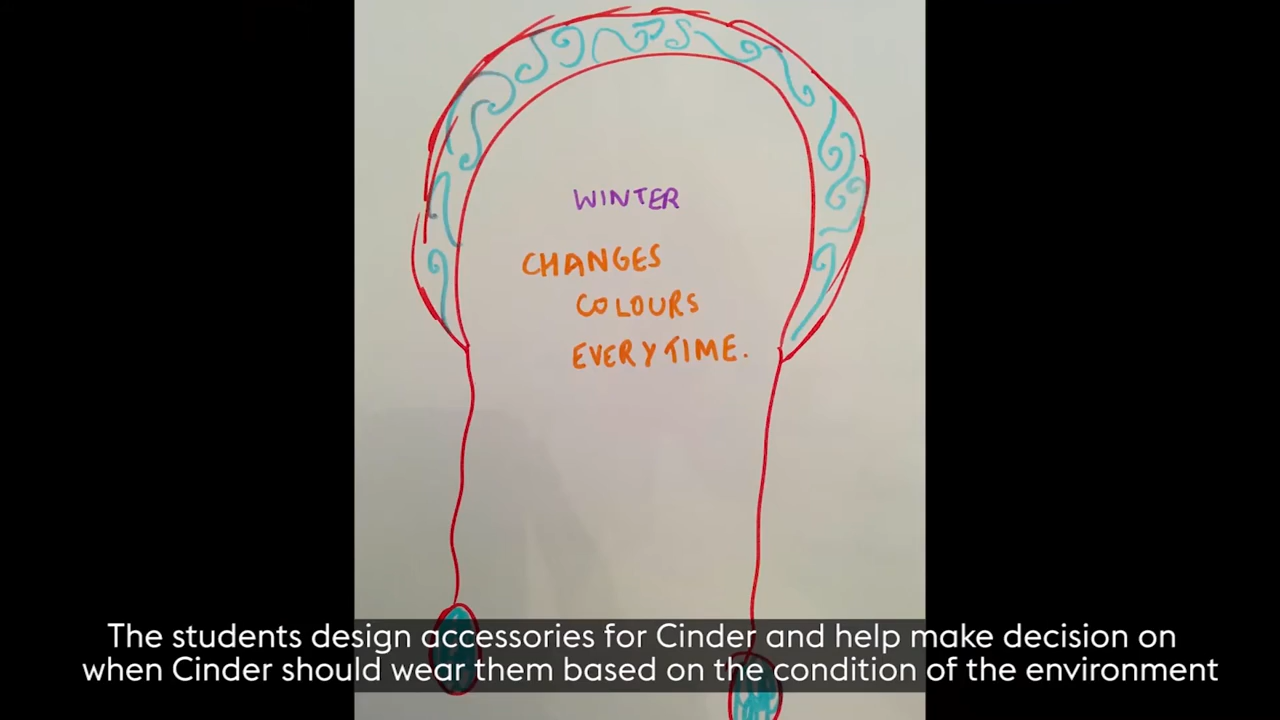 WINTER
CHANGES
COLOURS
EVERYTIME.
The students design accessories for Cinder and help make decision on
when Cinder should wear them based on the condition of the environment